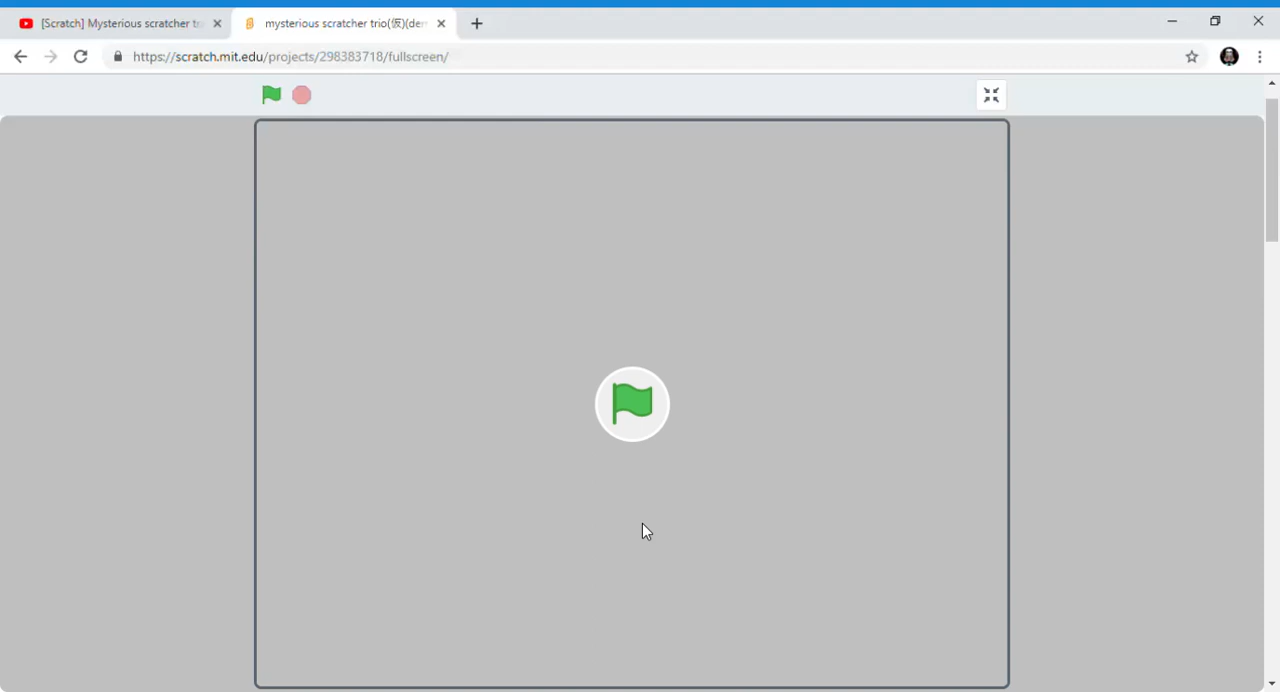 [Scratch] Mysterious scratcher tr
mysterious scratcher trio(仮)(dem
https://scratch.mit.edu/projects/298383718/fullscreen/